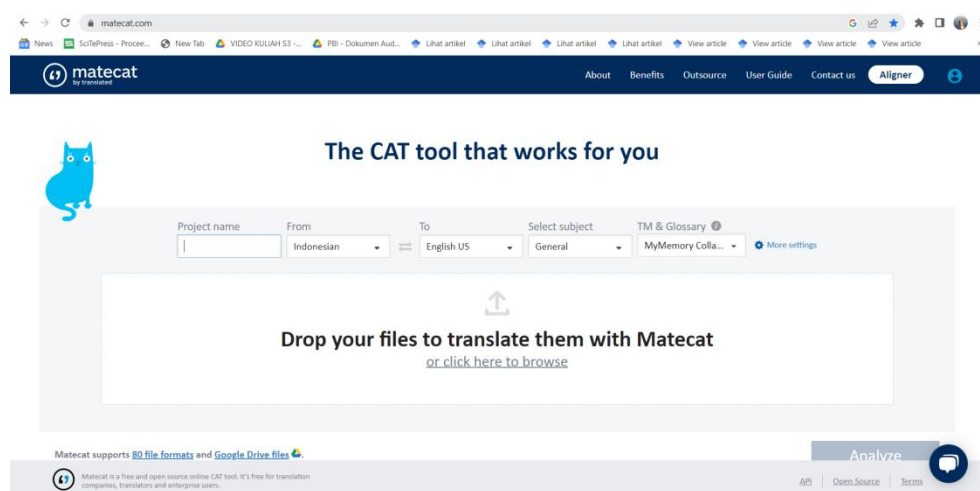 matecat.com
News SciTePress - Procee... New Tab VIDEO KULIAH S3 -... PBI - Dokumen Aud... Lihat artikel Lihat artikel Lihat artikel Lihat artikel View article View article View article View article
matecat
by translated
About Benefits Outsource User Guide Contact us Aligner
The CAT tool that works for you
Project name From To Select subject TM & Glossary
Indonesian English US General MyMemory Colla... More settings
Drop your files to translate them with Matecat
or click here to browse
Matecat supports 80 file formats and Google Drive files.
Analyze
Matecat is a free and open source online CAT tool. It's free for translation
companies, translators and enterprise users.
API Open Source Terms